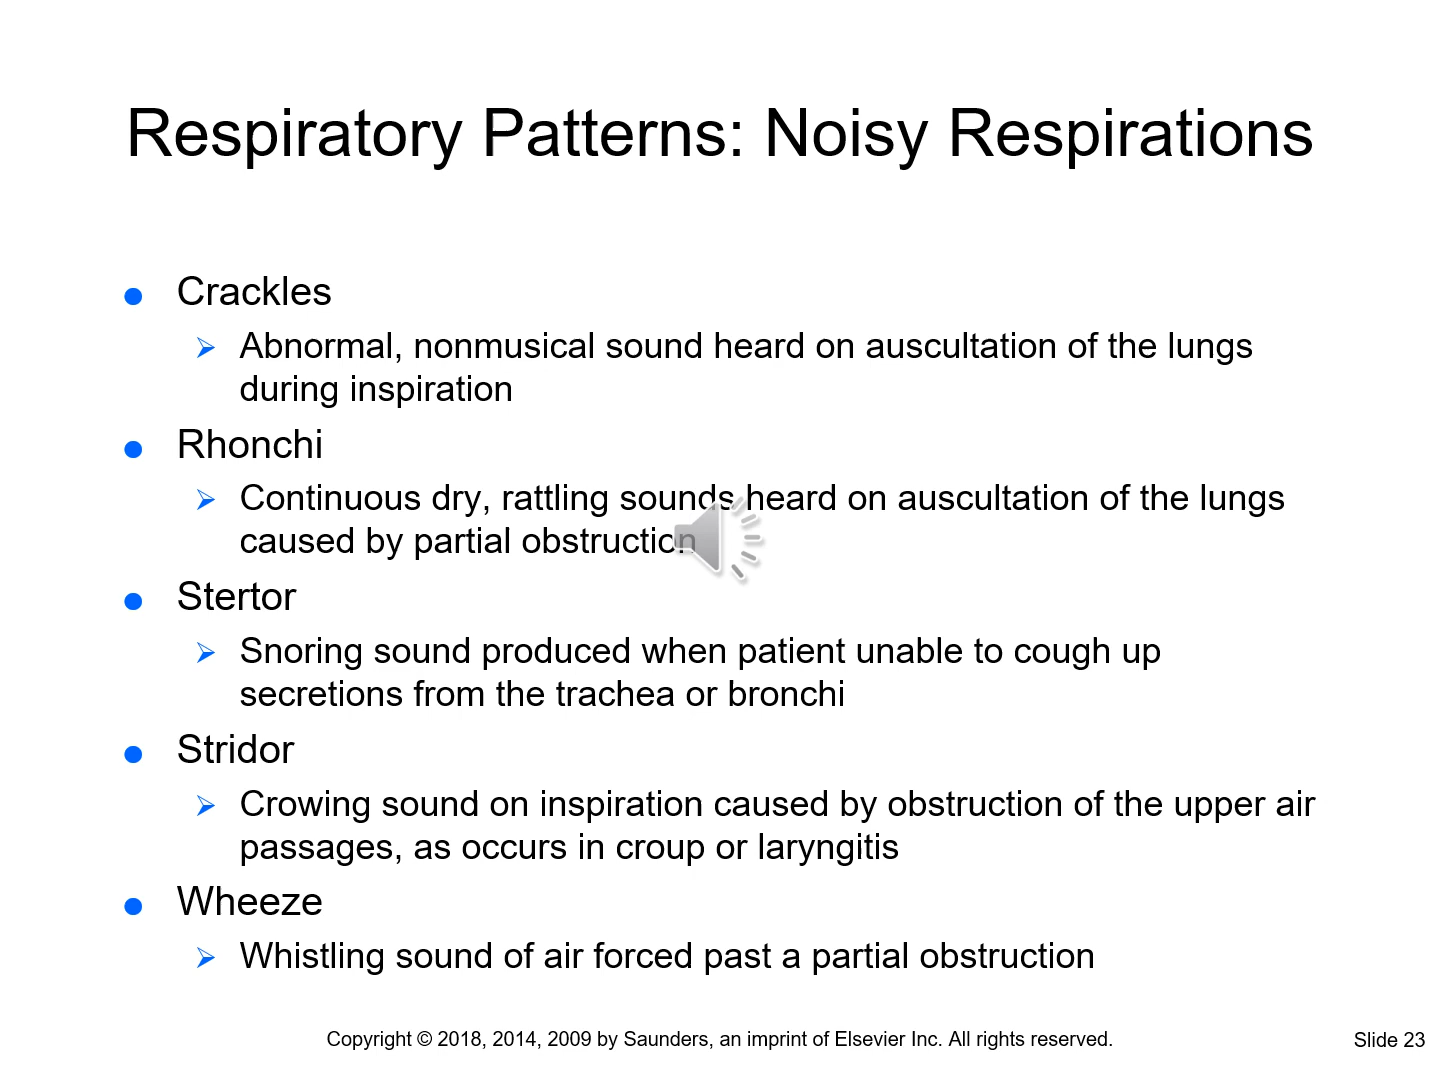 Respiratory Patterns: Noisy Respirations
Crackles
Abnormal, nonmusical sound heard on auscultation of the lungs
during inspiration
Rhonchi
Continuous dry, rattling sounds heard on auscultation of the lungs
caused by partial obstruction
Stertor
Snoring sound produced when patient unable to cough up
secretions from the trachea or bronchi
Stridor
Crowing sound on inspiration caused by obstruction of the upper air
passages, as occurs in croup or laryngitis
Wheeze
Whistling sound of air forced past a partial obstruction
Copyright © 2018, 2014, 2009 by Saunders, an imprint of Elsevier Inc. All rights reserved.
Slide 23